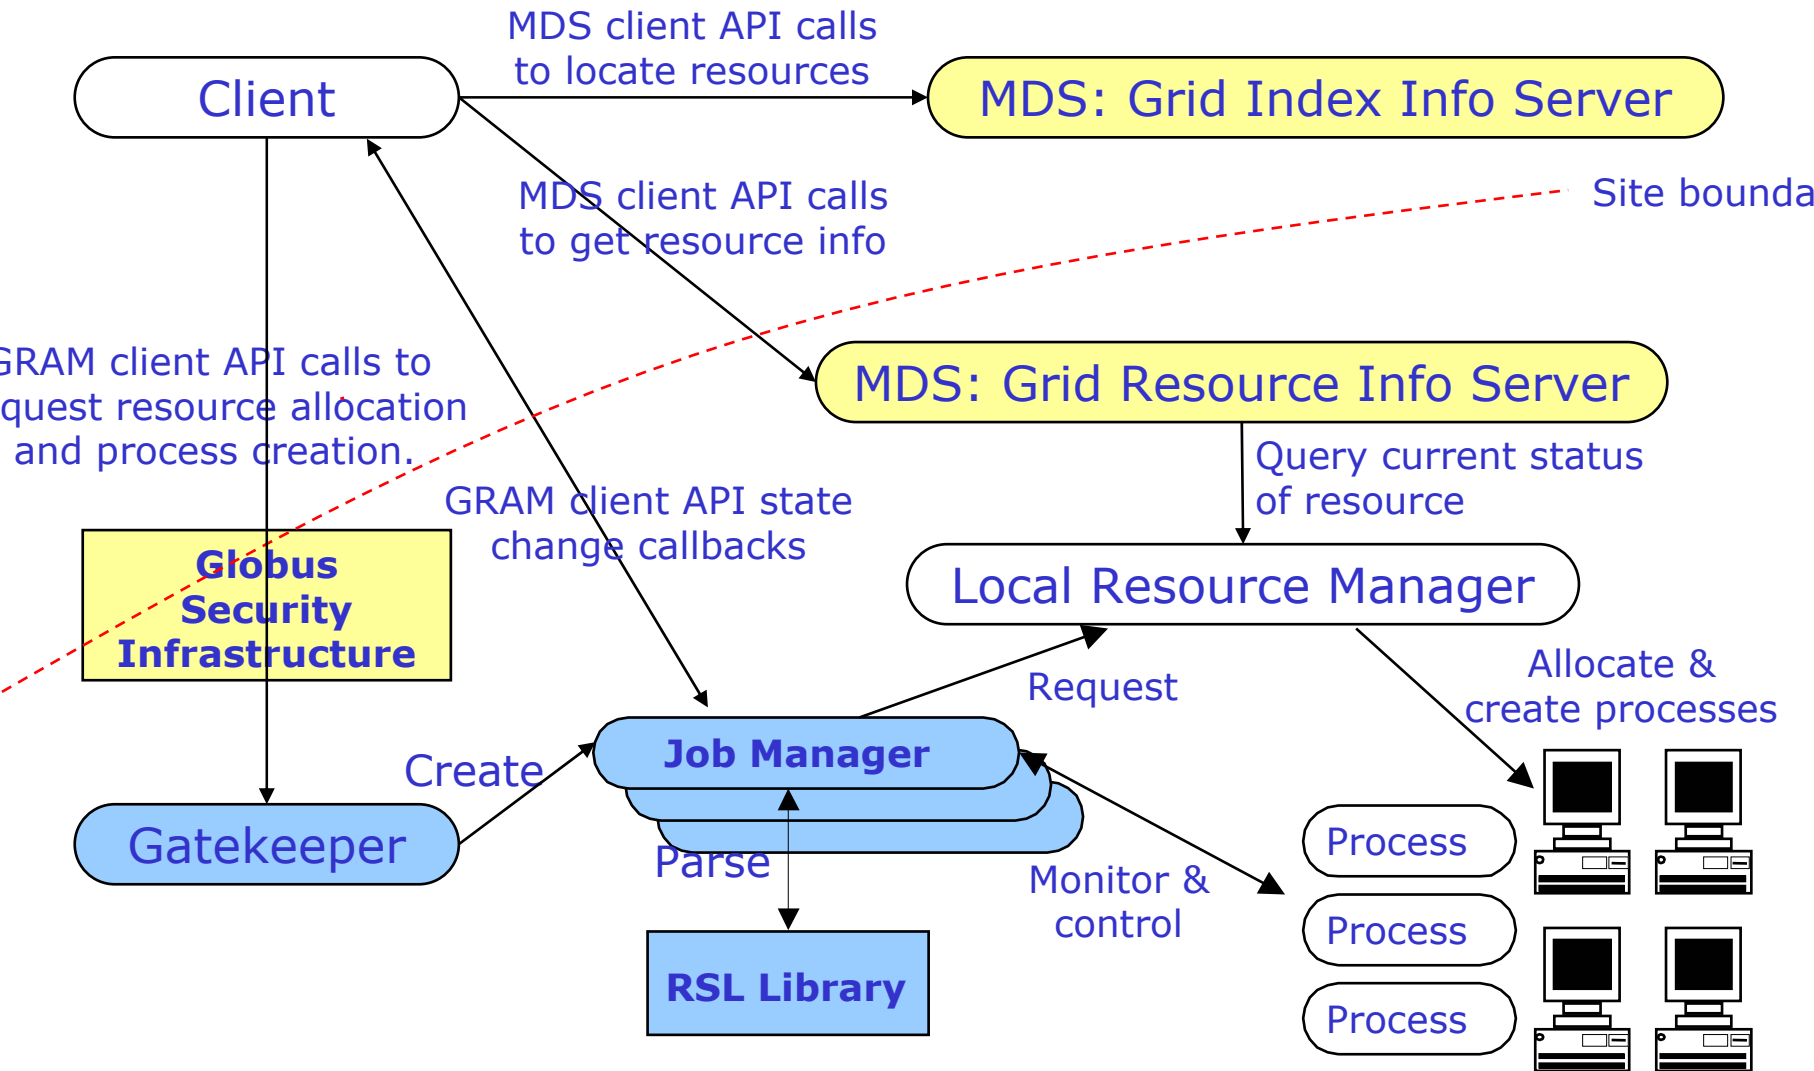 MDS client API calls
to locate resources
Client
MDS: Grid Index Info Server
MDS client API calls
to get resource info
Site bounda
GRAM client API calls to
quest resource allocation
and process creation.
MDS: Grid Resource Info Server
Query current status
of resource
GRAM client API state
change callbacks
Globus
Security
Infrastructure
Local Resource Manager
Request
Allocate &
create processes
Job Manager
Create
Gatekeeper
Parse
Monitor &
control
RSL Library
Process
Process
Process